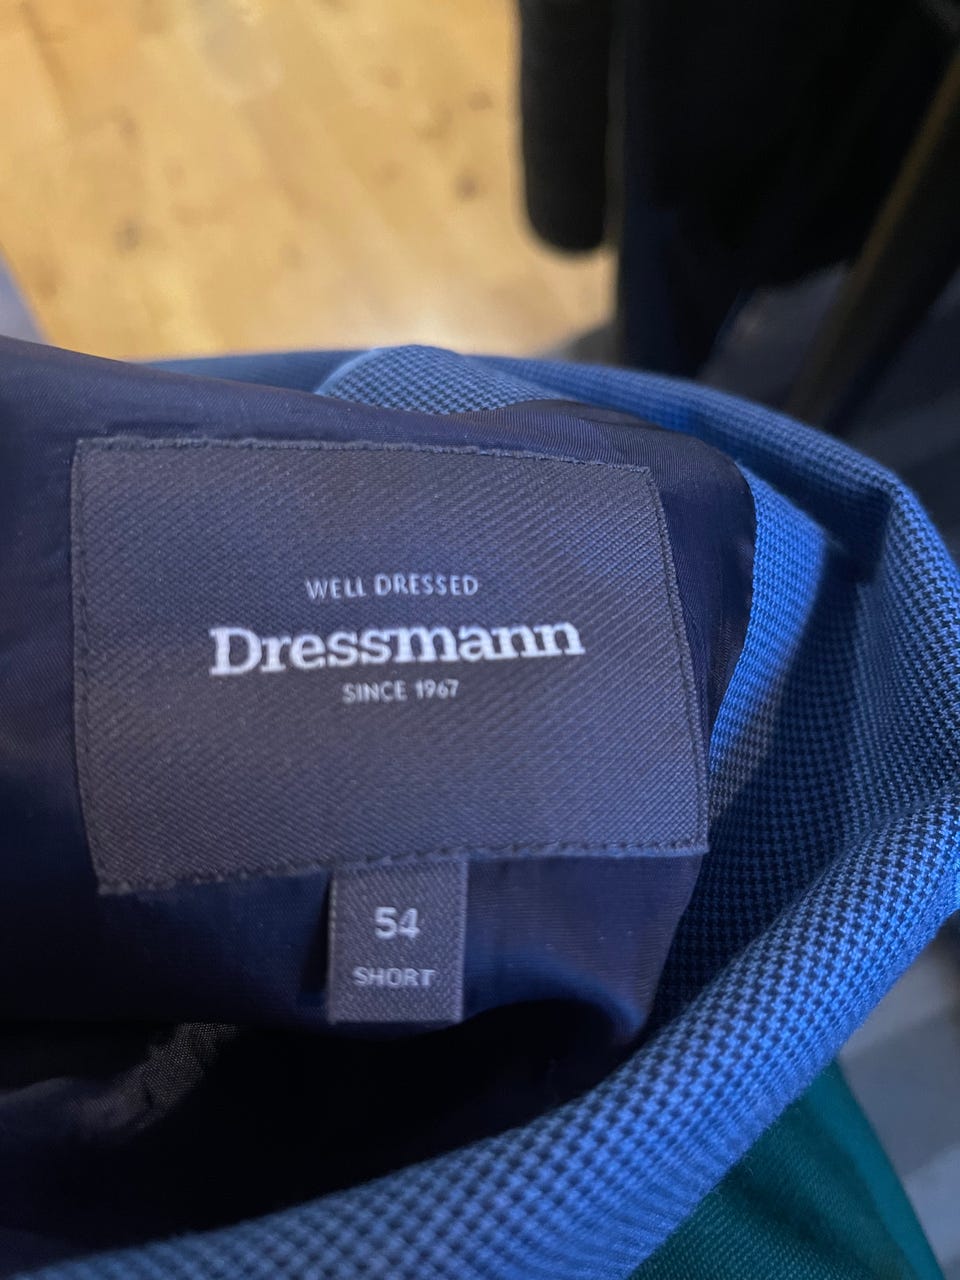 WELL DRESSED
Dressmann
SINCE 1967
54
SHORT